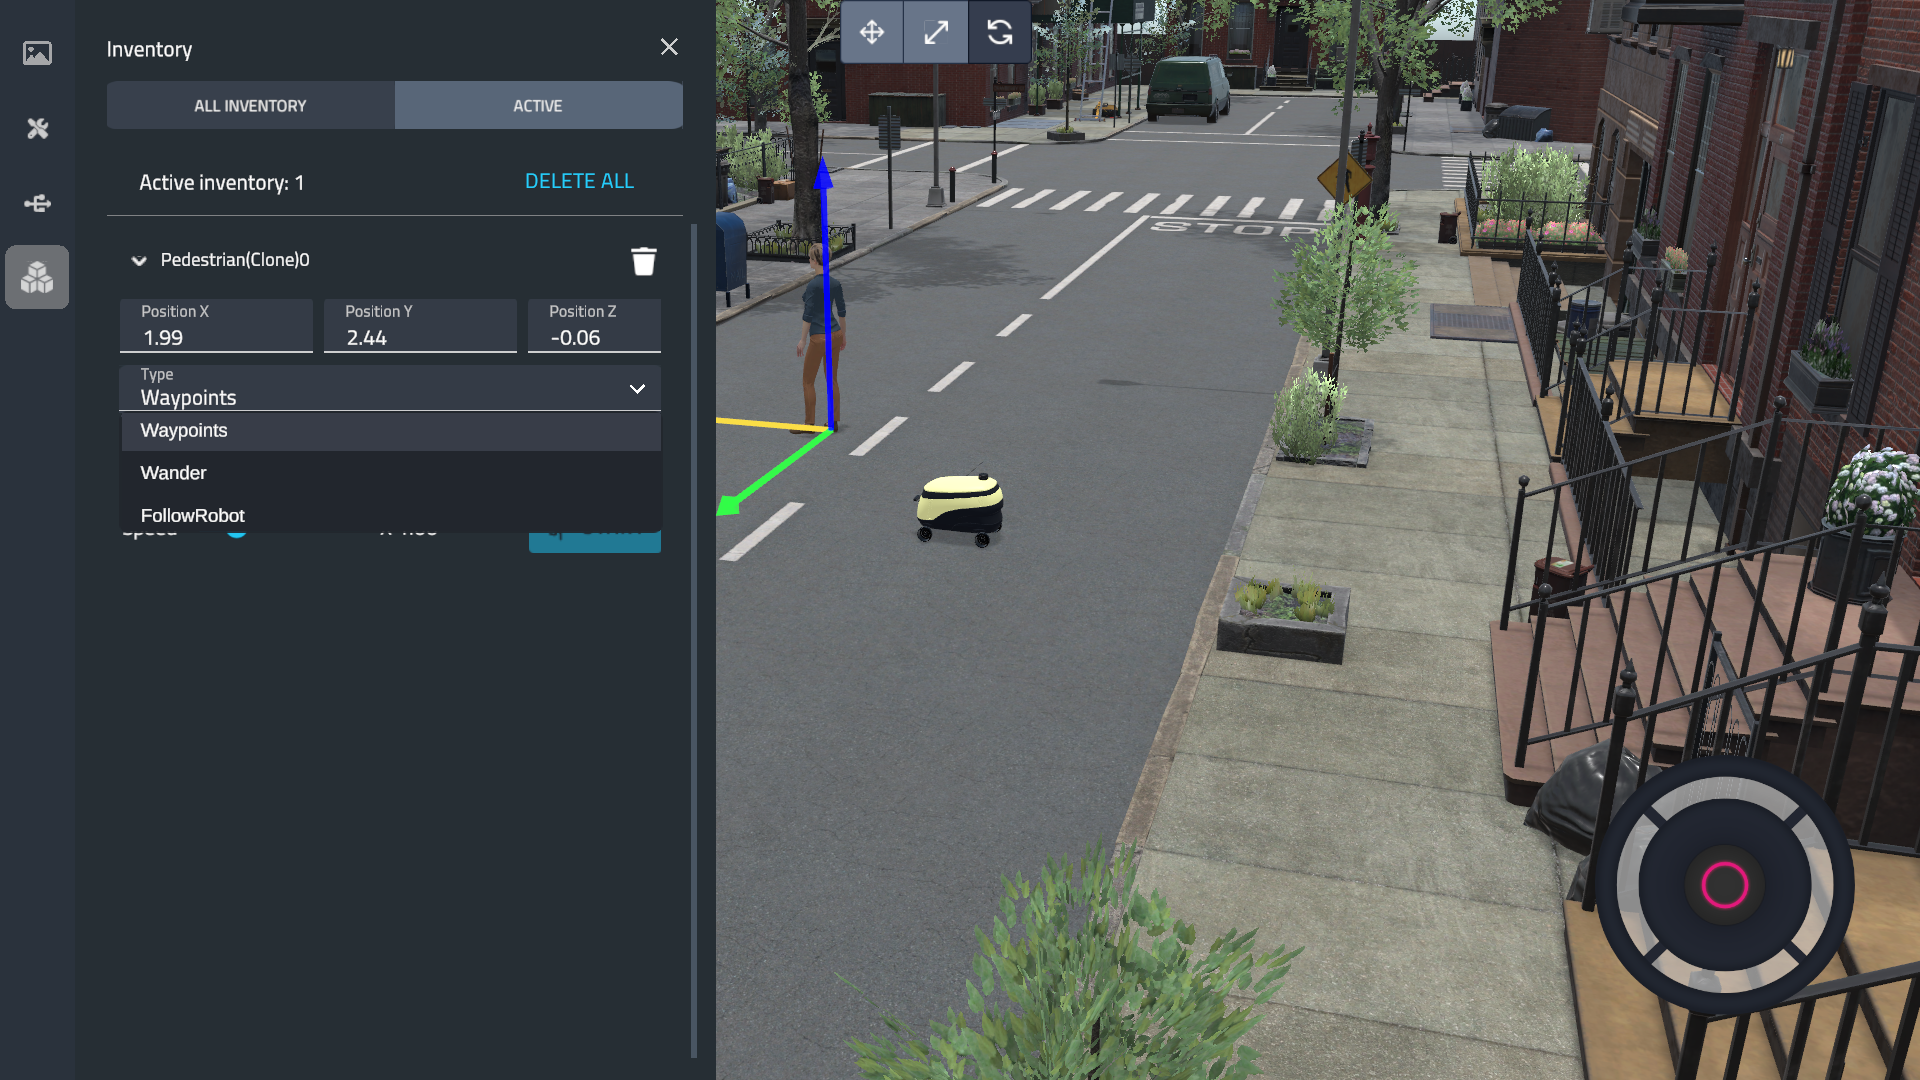 Inventory
ALL INVENTORY
ACTIVE
Active inventory: 1
DELETE ALL
Pedestrian(Clone)0
Position X
Position Y
Position Z
1.99
2.44
-0.06
Type
Waypoints
Waypoints
Wander
FollowRobot
Speed
STOP